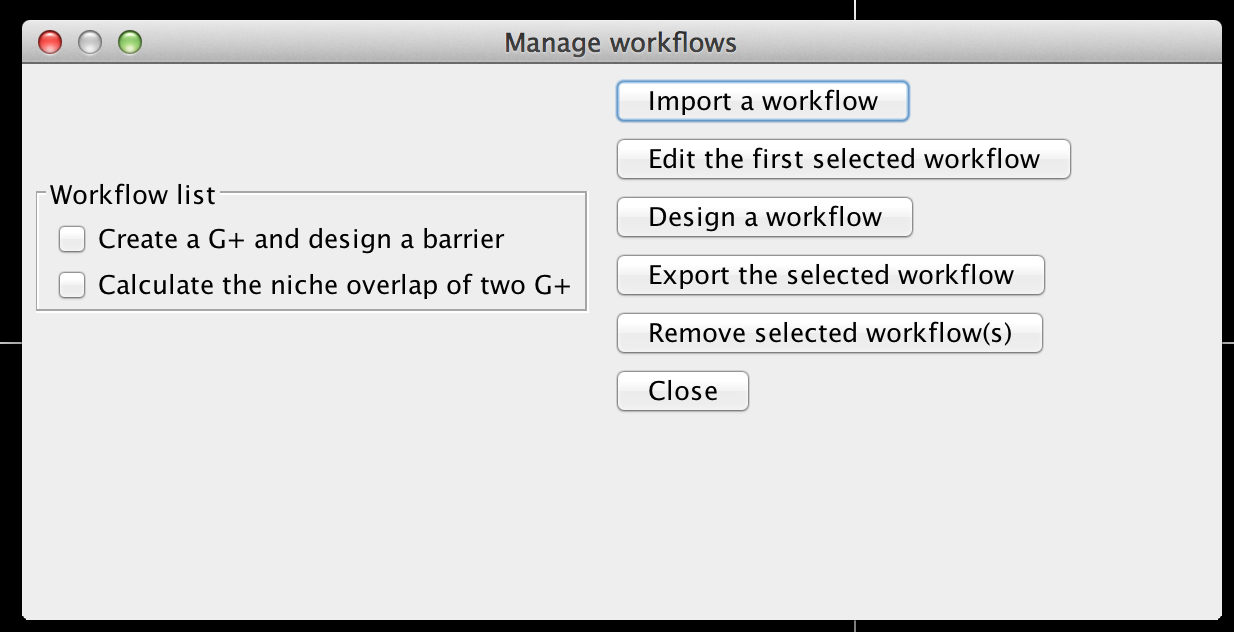 Manage workflows
Workflow list
Create a G+ and design a barrier
Calculate the niche overlap of two G+
Import a workflow
Edit the first selected workflow
Design a workflow
Export the selected workflow
Remove selected workflow(s)
Close